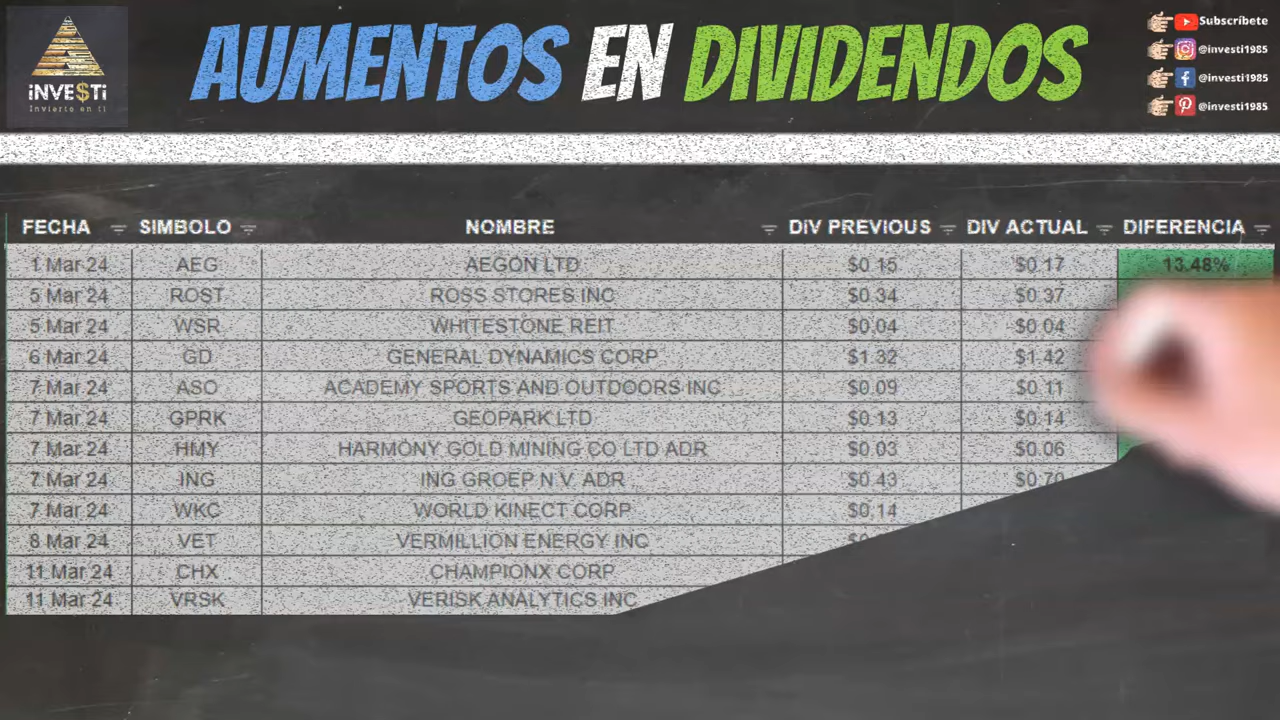 iNVE$Ti
Invierto en ti
AUMENTOS EN DIVIDENDOS
Subscríbete
@investi1985
@investi1985
@investi1985
FECHA SIMBOLO NOMBRE DiV PREVIOUS DiV ACTUAL DIFERENCIA
1 Mar 24 AEG AEGON LTD $0.15 $0.17 13.48%
5 Mar 24 ROST ROSS STORES INC $0.34 $0.37
5 Mar 24 WSR WHITESTONE REIT $0.04 $0.04
6 Mar 24 GD GENERAL DYNAMICS CORP $1.32 $1.42
7 Mar 24 ASO ACADEMY SPORTS AND OUTDOORS INC $0.09 $0.11
7 Mar 24 GPRK GEOPARK LTD $0.13 $0.14
7 Mar 24 HMY HARMONY GOLD MINING CO LTD ADR $0.03 $0.06
7 Mar 24 ING ING GROEP N.V. ADR $0.43 $0.70
7 Mar 24 WKC WORLD KINECT CORP $0.14
8 Mar 24 VET VERMILLION ENERGY INC
11 Mar 24 CHX CHAMPIONX CORP
11 Mar 24 VRSK VERISK ANALYTICS INC